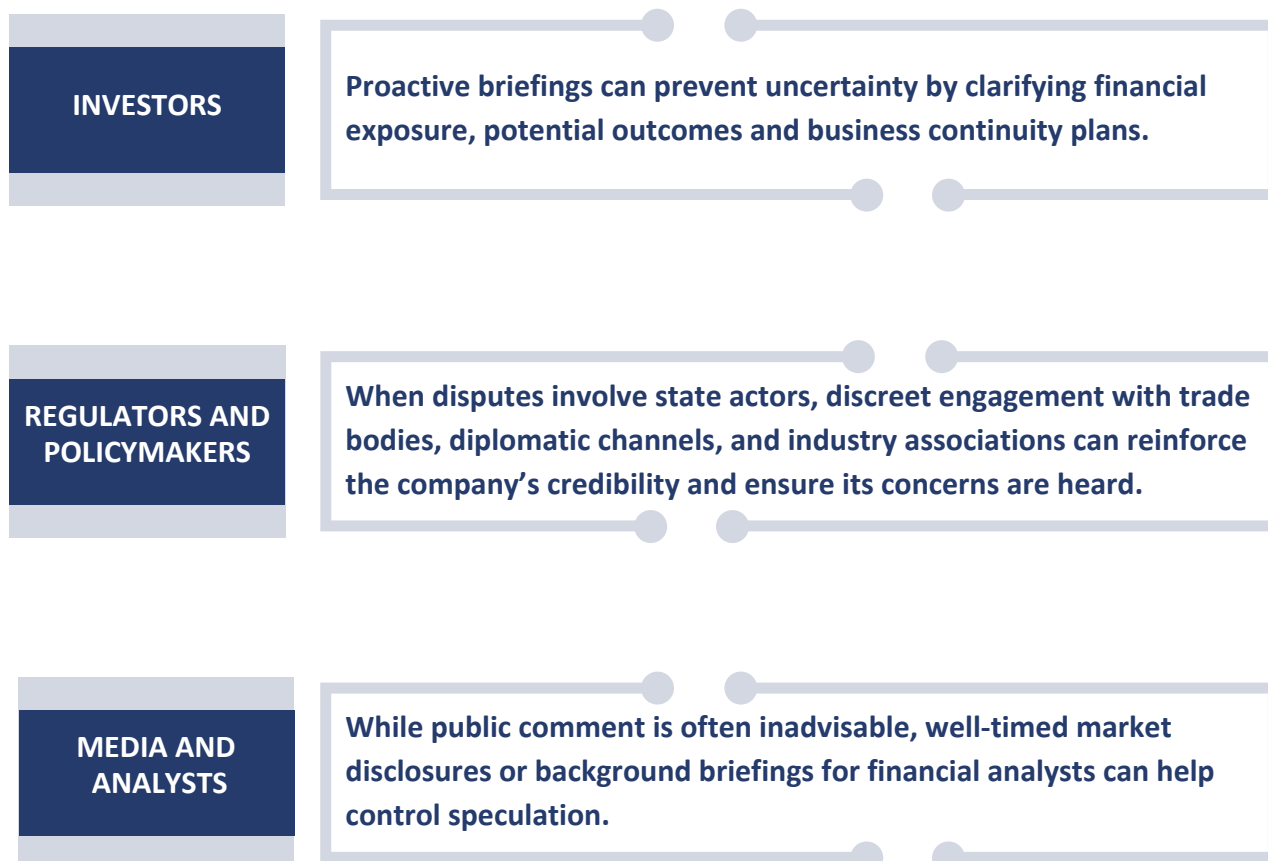 INVESTORS
Proactive briefings can prevent uncertainty by clarifying financial
exposure, potential outcomes and business continuity plans.
REGULATORS AND
POLICYMAKERS
When disputes involve state actors, discreet engagement with trade
bodies, diplomatic channels, and industry associations can reinforce
the company’s credibility and ensure its concerns are heard.
MEDIA AND
ANALYSTS
While public comment is often inadvisable, well-timed market
disclosures or background briefings for financial analysts can help
control speculation.